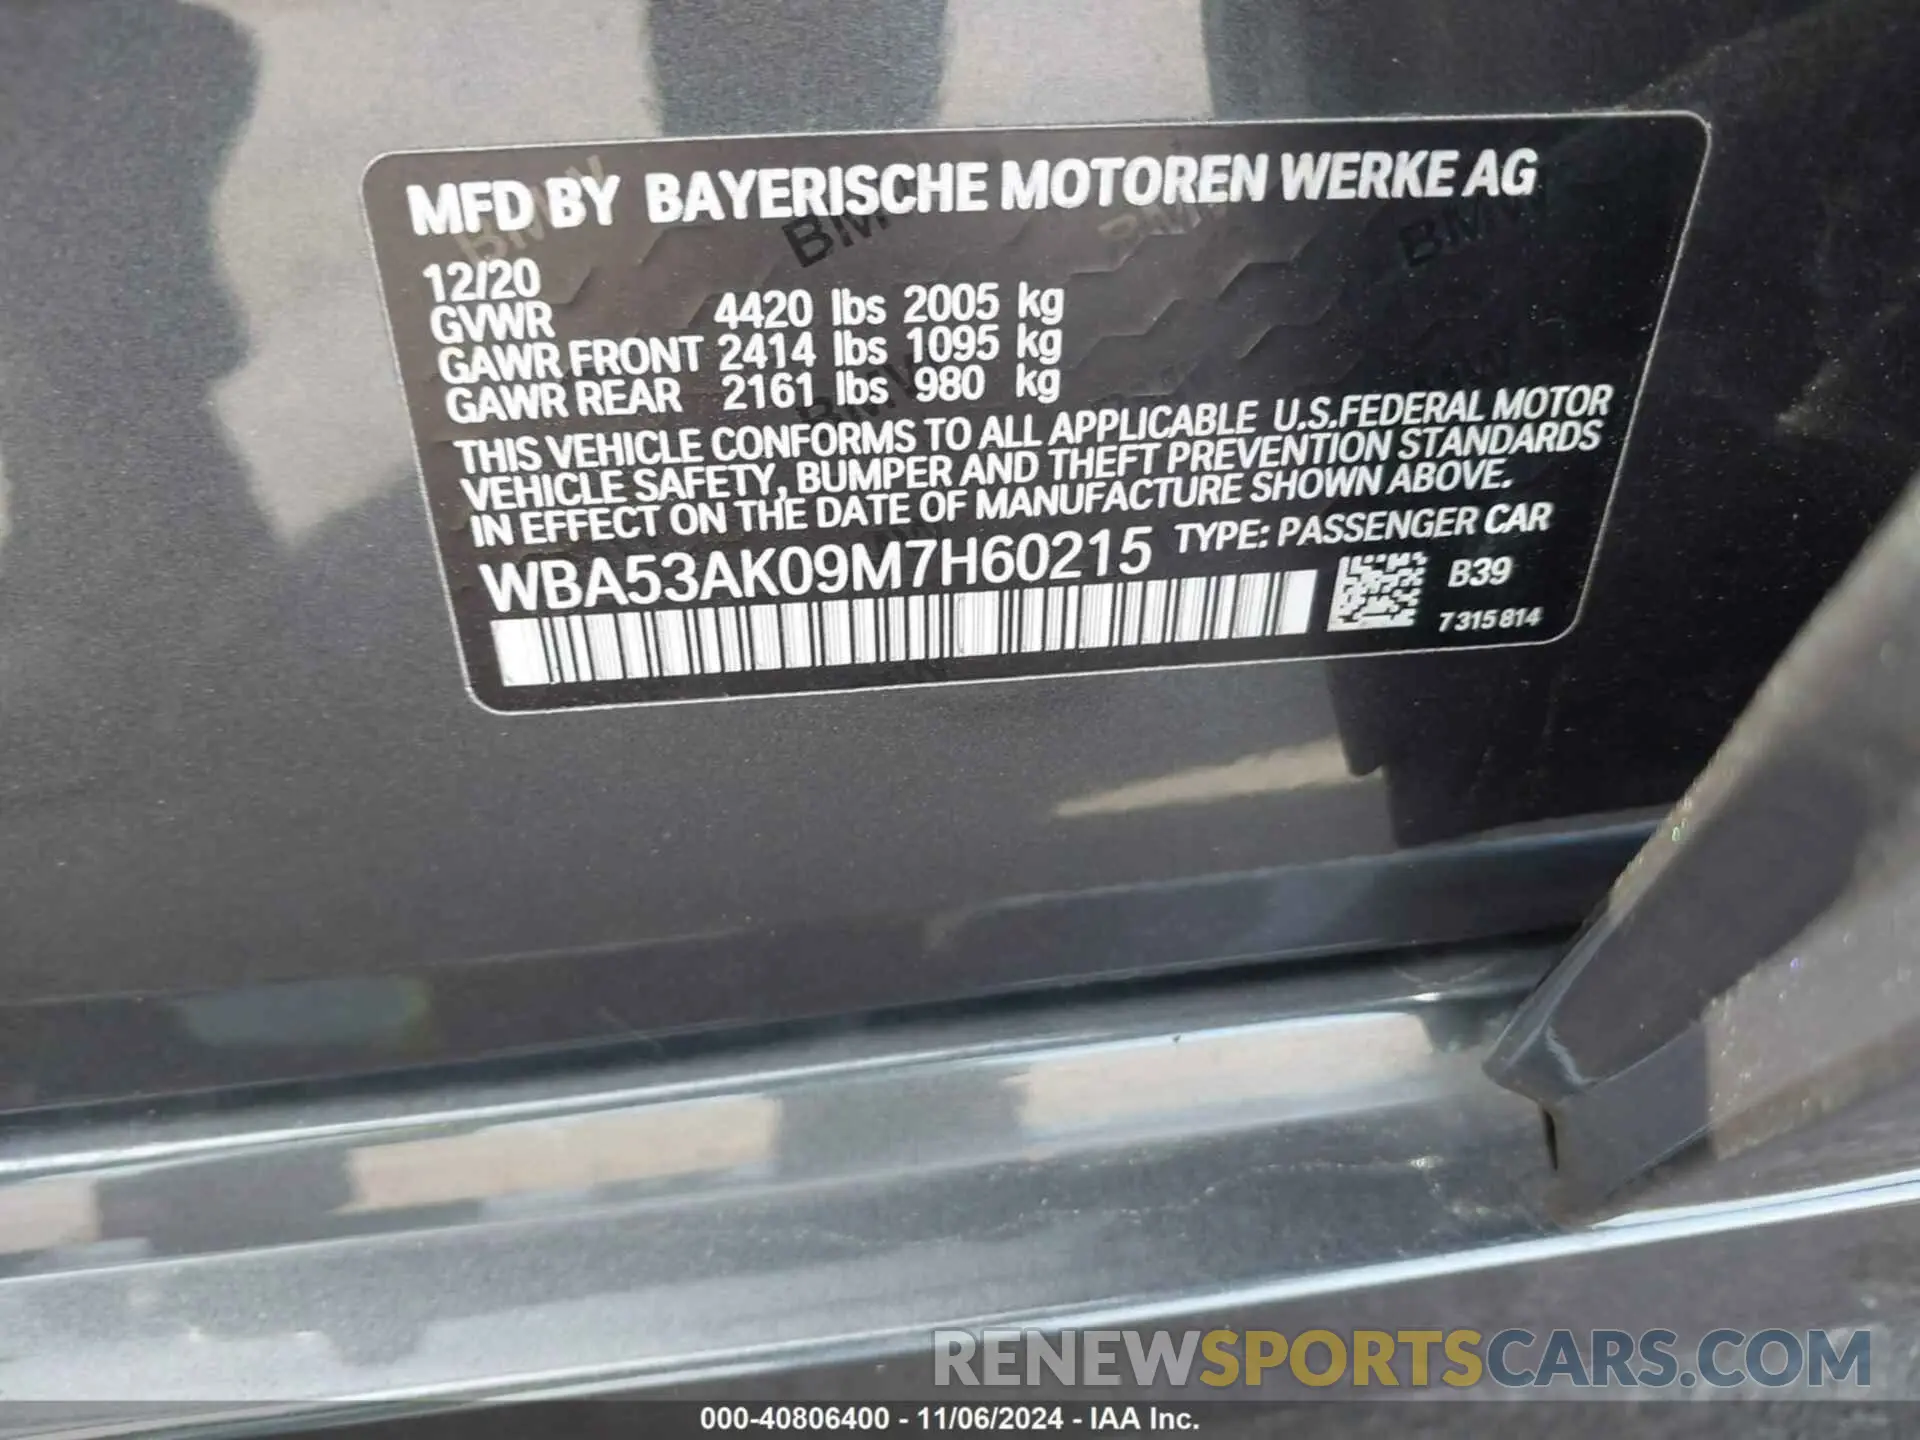 MFD BY BAYERISCHE MOTOREN WERKE AG
12/20
GVWR 4420 lbs 2005 kg
GAWR FRONT 2414 lbs 1095 kg
GAWR REAR 2161 lbs 980 kg
THIS VEHICLE CONFORMS TO ALL APPLICABLE U.S.FEDERAL MOTOR
VEHICLE SAFETY, BUMPER AND THEFT PREVENTION STANDARDS
IN EFFECT ON THE DATE OF MANUFACTURE SHOWN ABOVE.
WBA53AK09M7H60215 TYPE: PASSENGER CAR
B39
7315814
RENEWSPORTSCARS.COM
000-40806400 - 11/06/2024 - IAA Inc.